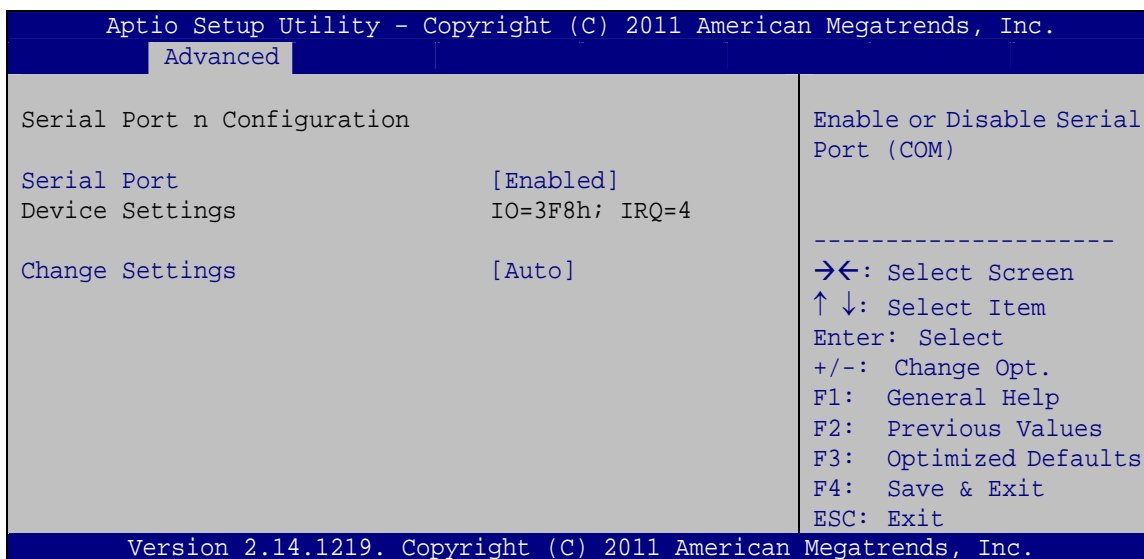 Aptio Setup Utility – Copyright (C) 2011 American Megatrends, Inc.
Advanced
Serial Port n Configuration
Serial Port [Enabled]
Device Settings IO=3F8h; IRQ=4
Change Settings [Auto]
Enable or Disable Serial
Port (COM)
---------------------
→←: Select Screen
↑ ↓: Select Item
Enter: Select
+/-: Change Opt.
F1: General Help
F2: Previous Values
F3: Optimized Defaults
F4: Save & Exit
ESC: Exit
Version 2.14.1219. Copyright (C) 2011 American Megatrends, Inc.